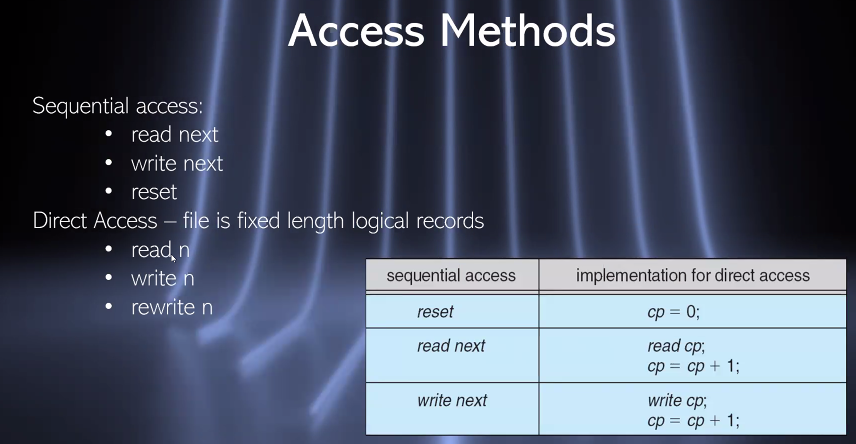 Access Methods
Sequential access:
• read next
• write next
• reset
Direct Access – file is fixed length logical records
• read n
• write n
• rewrite n
sequential access implementation for direct access
reset cp = 0;
read next read cp;
cp = cp + 1;
write next write cp;
cp = cp + 1;